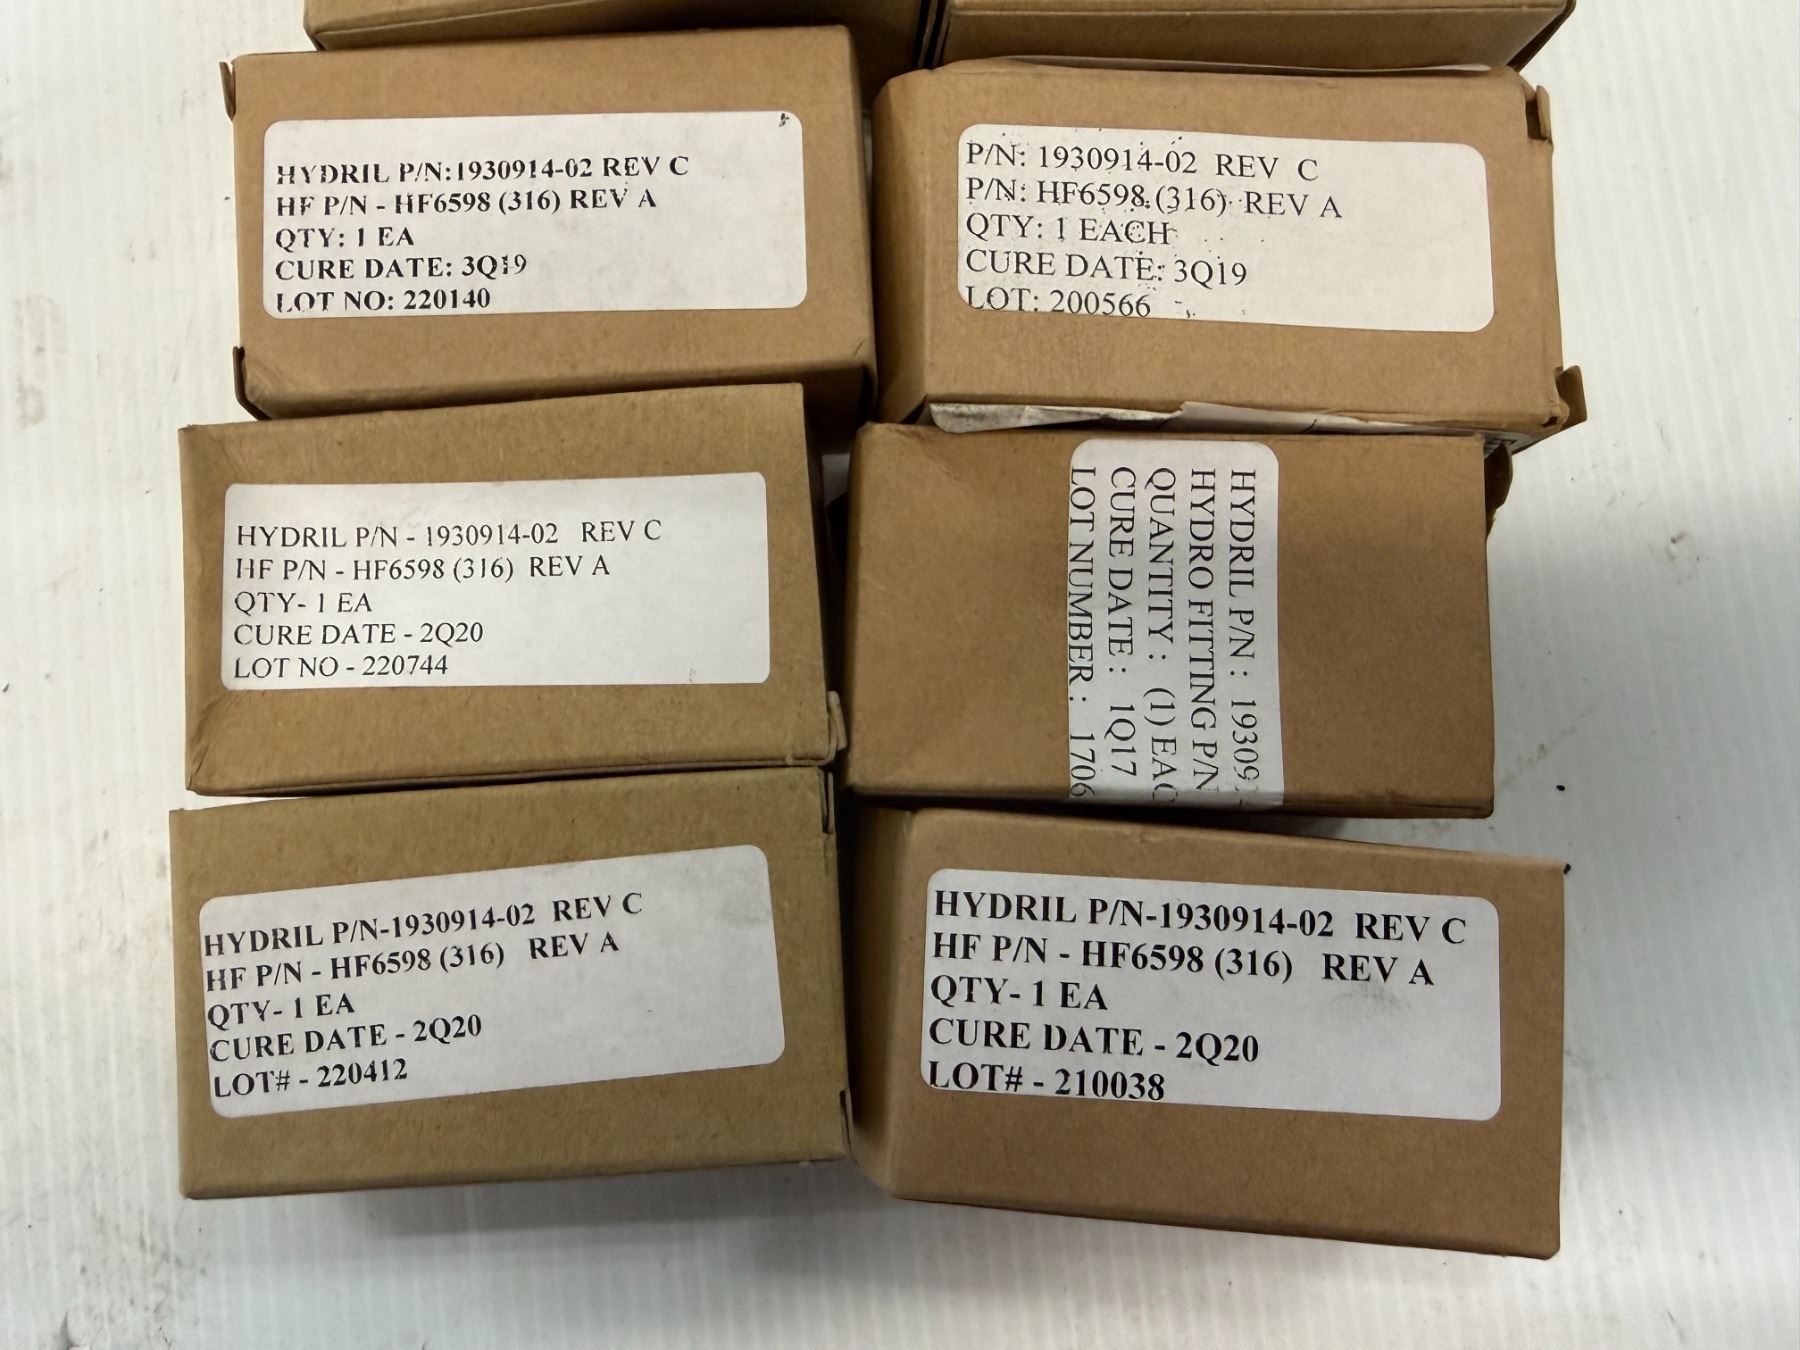 HYDRIL P/N:1930914-02 REV C
HF P/N - HF6598 (316) REV A
QTY: 1 EA
CURE DATE: 3Q19
LOT NO: 220140
P/N: 1930914-02 REV C
P/N: HF6598 (316) REV A
QTY: 1 EACH
CURE DATE: 3Q19
LOT: 200566
HYDRIL P/N - 1930914-02 REV C
HF P/N - HF6598 (316) REV A
QTY- 1 EA
CURE DATE - 2Q20
LOT NO - 220744
HYDRIL P/N :
HYDRO FITTING P/N
QUANTITY : (1)
CURE DATE : 1Q17
LOT NUMBER : 1706
HYDRIL P/N-1930914-02 REV C
HF P/N - HF6598 (316) REV A
QTY- 1 EA
CURE DATE - 2Q20
LOT# - 220412
HYDRIL P/N-1930914-02 REV C
HF P/N - HF6598 (316) REV A
QTY- 1 EA
CURE DATE - 2Q20
LOT# - 210038